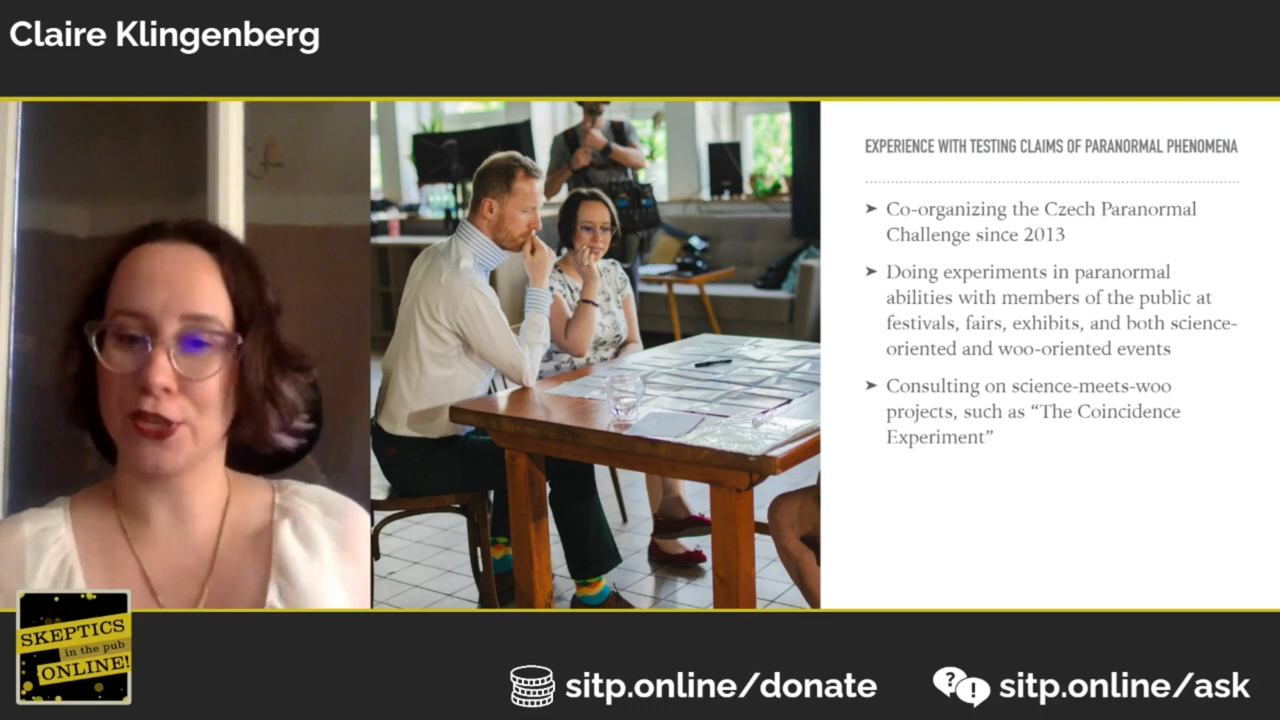 Claire Klingenberg
EXPERIENCE WITH TESTING CLAIMS OF PARANORMAL PHENOMENA
➤ Co-organizing the Czech Paranormal
Challenge since 2013
➤ Doing experiments in paranormal
abilities with members of the public at
festivals, fairs, exhibits, and both science-
oriented and woo-oriented events
➤ Consulting on science-meets-woo
projects, such as “The Coincidence
Experiment”
SKEPTICS
in the pub
ONLINE!
sitp.online/donate
sitp.online/ask